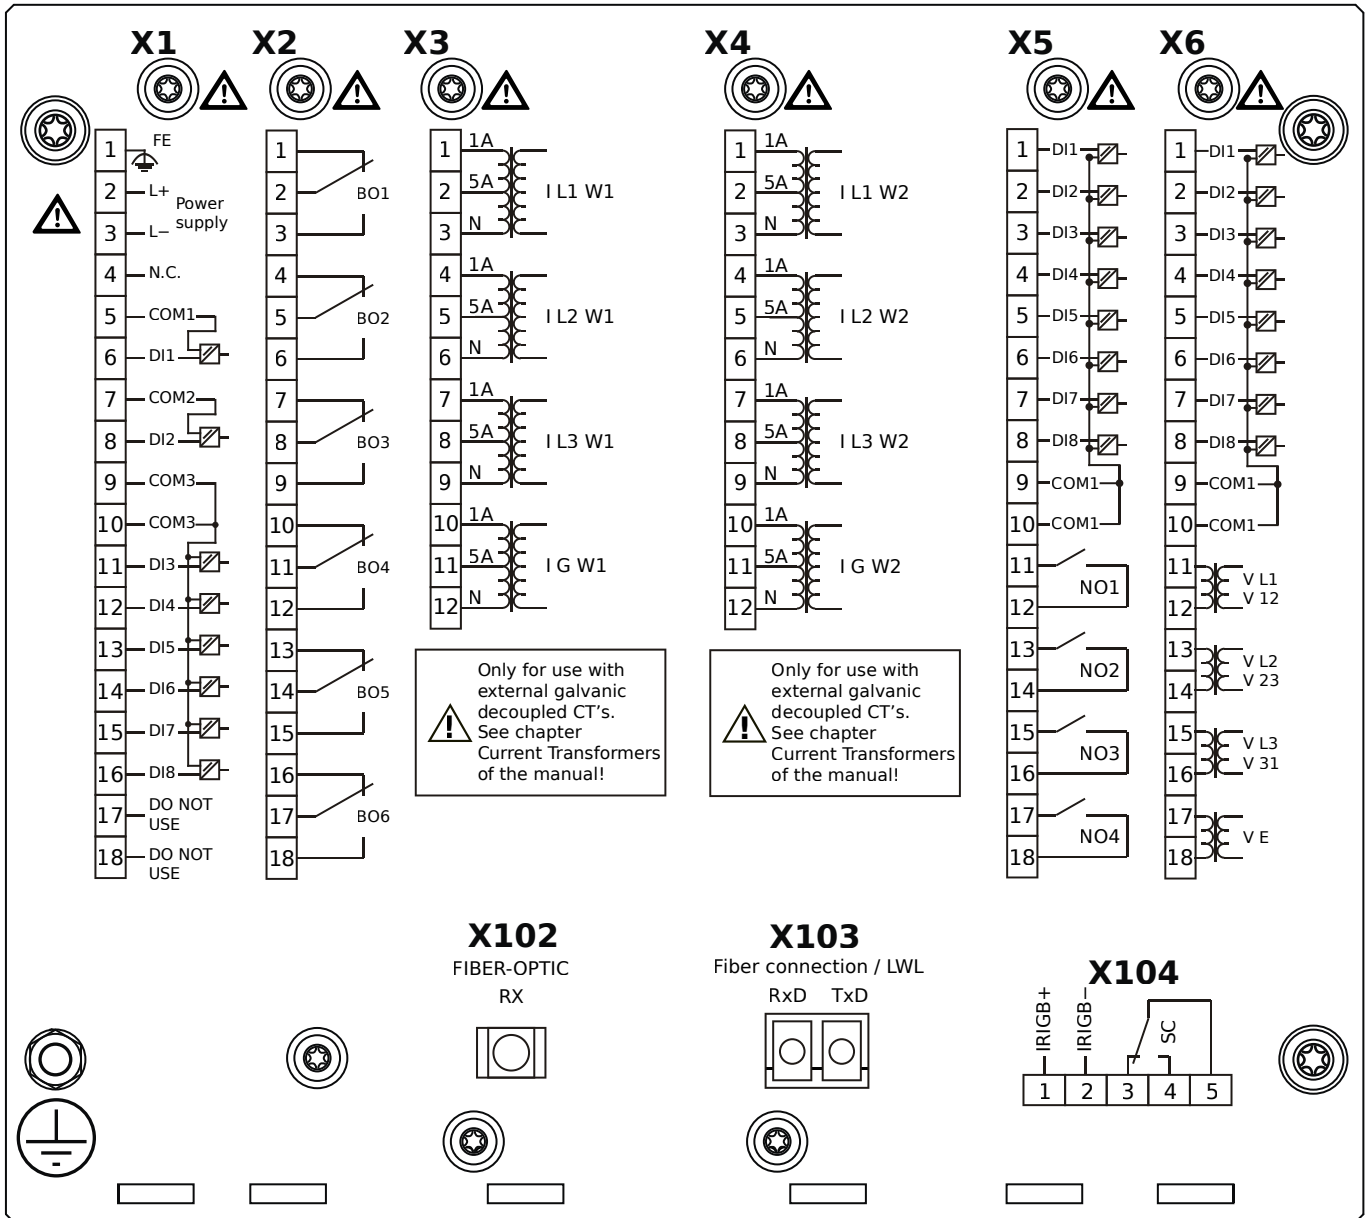 X1
X2
X3
X4
X5
X6
1
FE
2
L+
Power
supply
3
L−
4
N.C.
5
COM1
6
DI1
7
COM2
8
DI2
9
COM3
10
COM3
11
DI3
12
DI4
13
DI5
14
DI6
15
DI7
16
DI8
17
DO NOT
USE
18
DO NOT
USE
1
2
BO1
3
4
5
BO2
6
7
8
BO3
9
10
11
BO4
12
13
14
BO5
15
16
17
BO6
18
1
1A
2
5A
I L1 W1
3
N
4
1A
5
5A
I L2 W1
6
N
7
1A
8
5A
I L3 W1
9
N
10
1A
11
5A
I G W1
12
N
Only for use with
external galvanic
decoupled CT's.
See chapter
Current Transformers
of the manual!
1
1A
2
5A
I L1 W2
3
N
4
1A
5
5A
I L2 W2
6
N
7
1A
8
5A
I L3 W2
9
N
10
1A
11
5A
I G W2
12
N
Only for use with
external galvanic
decoupled CT's.
See chapter
Current Transformers
of the manual!
1
DI1
2
DI2
3
DI3
4
DI4
5
DI5
6
DI6
7
DI7
8
DI8
9
COM1
10
COM1
11
NO1
12
13
NO2
14
15
NO3
16
17
NO4
18
1
DI1
2
DI2
3
DI3
4
DI4
5
DI5
6
DI6
7
DI7
8
DI8
9
COM1
10
COM1
11
V L1
V 12
12
13
V L2
V 23
14
15
V L3
V 31
16
17
V E
18
X102
FIBER-OPTIC
RX
X103
Fiber connection / LWL
RxD TxD
X104
IRIGB+
IRIGB−
SC
1 2 3 4 5